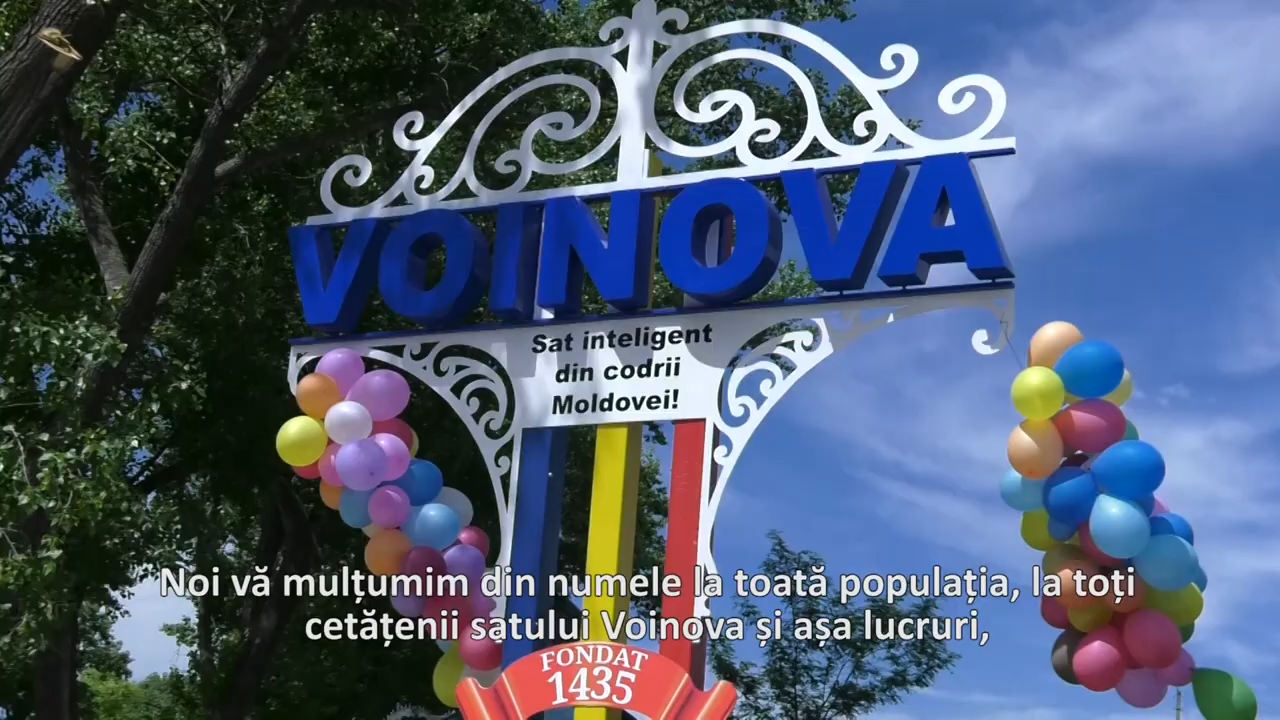 VOINOVA
Sat inteligent
din codrii
Moldovei!
Noi vă mulțumim din numele la toată populația, la toți
cetățenii satului Voinova și așa lucruri,
FONDAT
1435